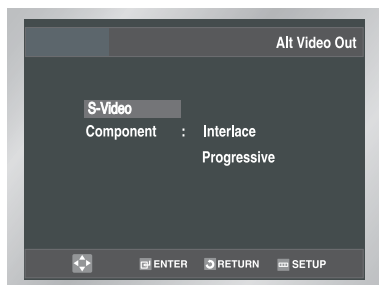 Alt Video Out
S-Video
Component : Interlace
Progressive
ENTER RETURN SETUP